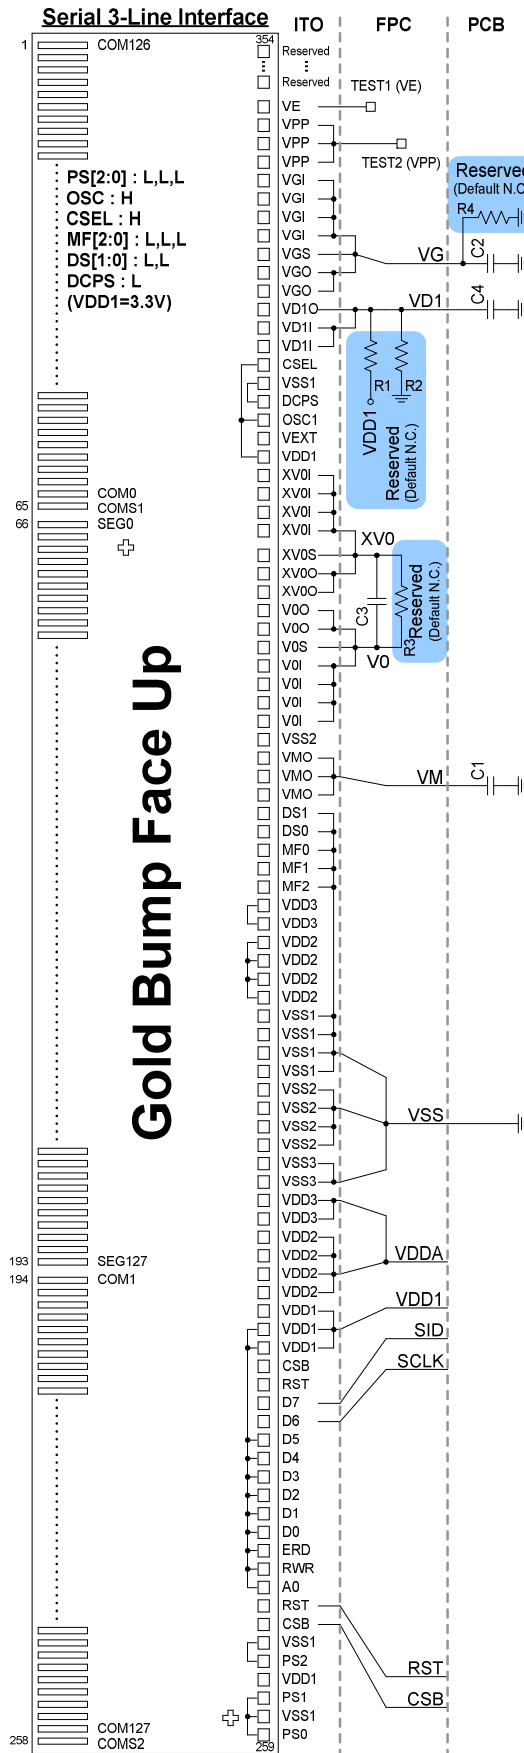 Serial 3-Line Interface
ITO
FPC
PCB
354
1
COM126
Reserved
Reserved
TEST1 (VE)
VE
VPP
VPP
TEST2 (VPP)
VPP
PS[2:0] : L,L,L
OSC : H
CSEL : H
MF[2:0] : L,L,L
DS[1:0] : L,L
DCPS : L
(VDD1=3.3V)
Reserved
(Default N.C.
R4
VGI
VGI
VGI
VGI
VGS
VG
C2
VGO
VGO
VD1O
VD1
C4
VD1I
VD1I
CSEL
VSS1
DCPS
OSC1
VEXT
VDD1
R1
R2
VDD1
Reserved
(Default N.C.)
XV0I
XV0I
XV0I
XV0I
COM0
65
COMS1
66
SEG0
XV0
XV0S
XV0O
XV0O
C3
R3
Reserved
(Default N.C.)
V0O
V0O
V0S
V0
V0I
V0I
V0I
V0I
VSS2
Gold Bump Face Up
VMO
VMO
VMO
VM
C1
DS1
DS0
MF0
MF1
MF2
VDD3
VDD3
VDD2
VDD2
VDD2
VDD2
VSS1
VSS1
VSS1
VSS1
VSS2
VSS2
VSS2
VSS2
VSS
VSS3
VSS3
VDD3
VDD3
VDD2
VDD2
VDD2
VDD2
VDDA
193
SEG127
194
COM1
VDD1
VDD1
VDD1
VDD1
SID
CSB
SCLK
RST
D7
D6
D5
D4
D3
D2
D1
D0
ERD
RWR
A0
RST
CSB
VSS1
PS2
VDD1
RST
PS1
CSB
VSS1
PS0
COM127
258
COMS2
259